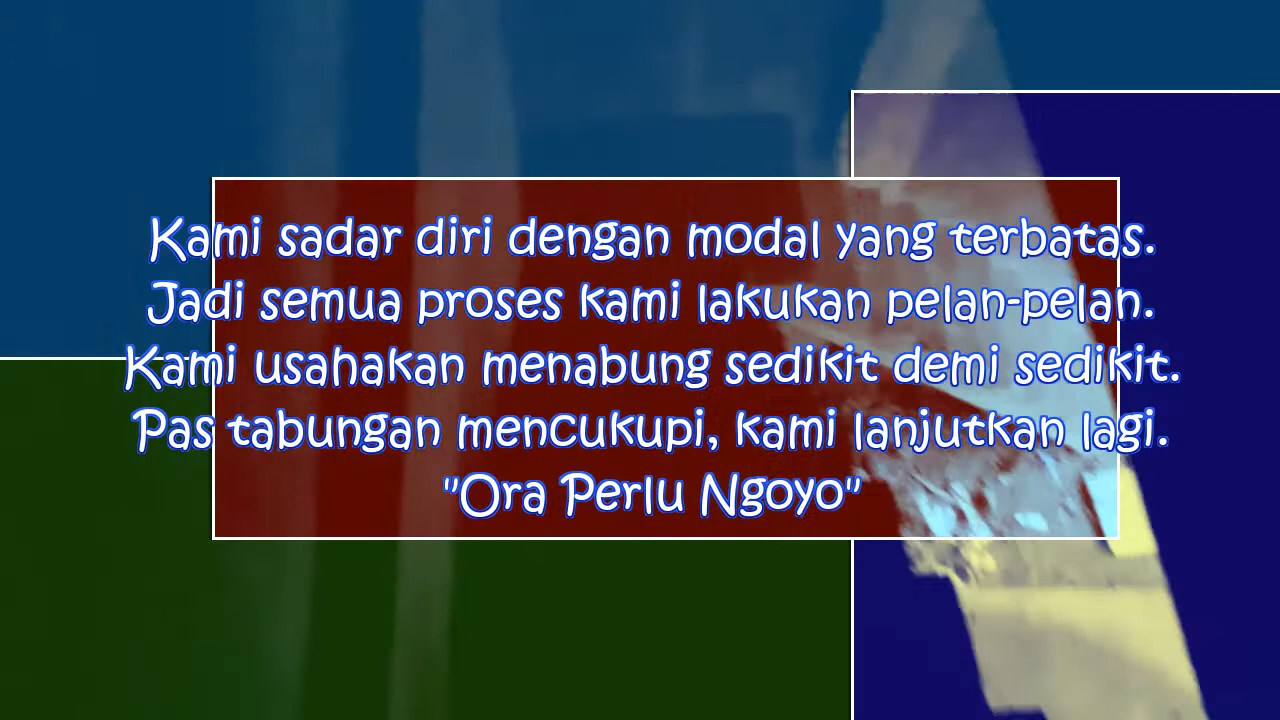 Kami sadar diri dengan modal yang terbatas.
Jadi semua proses kami lakukan pelan-pelan.
Kami usahakan menabung sedikit demi sedikit.
Pas tabungan mencukupi, kami lanjutkan lagi.
"Ora Perlu Ngoyo"